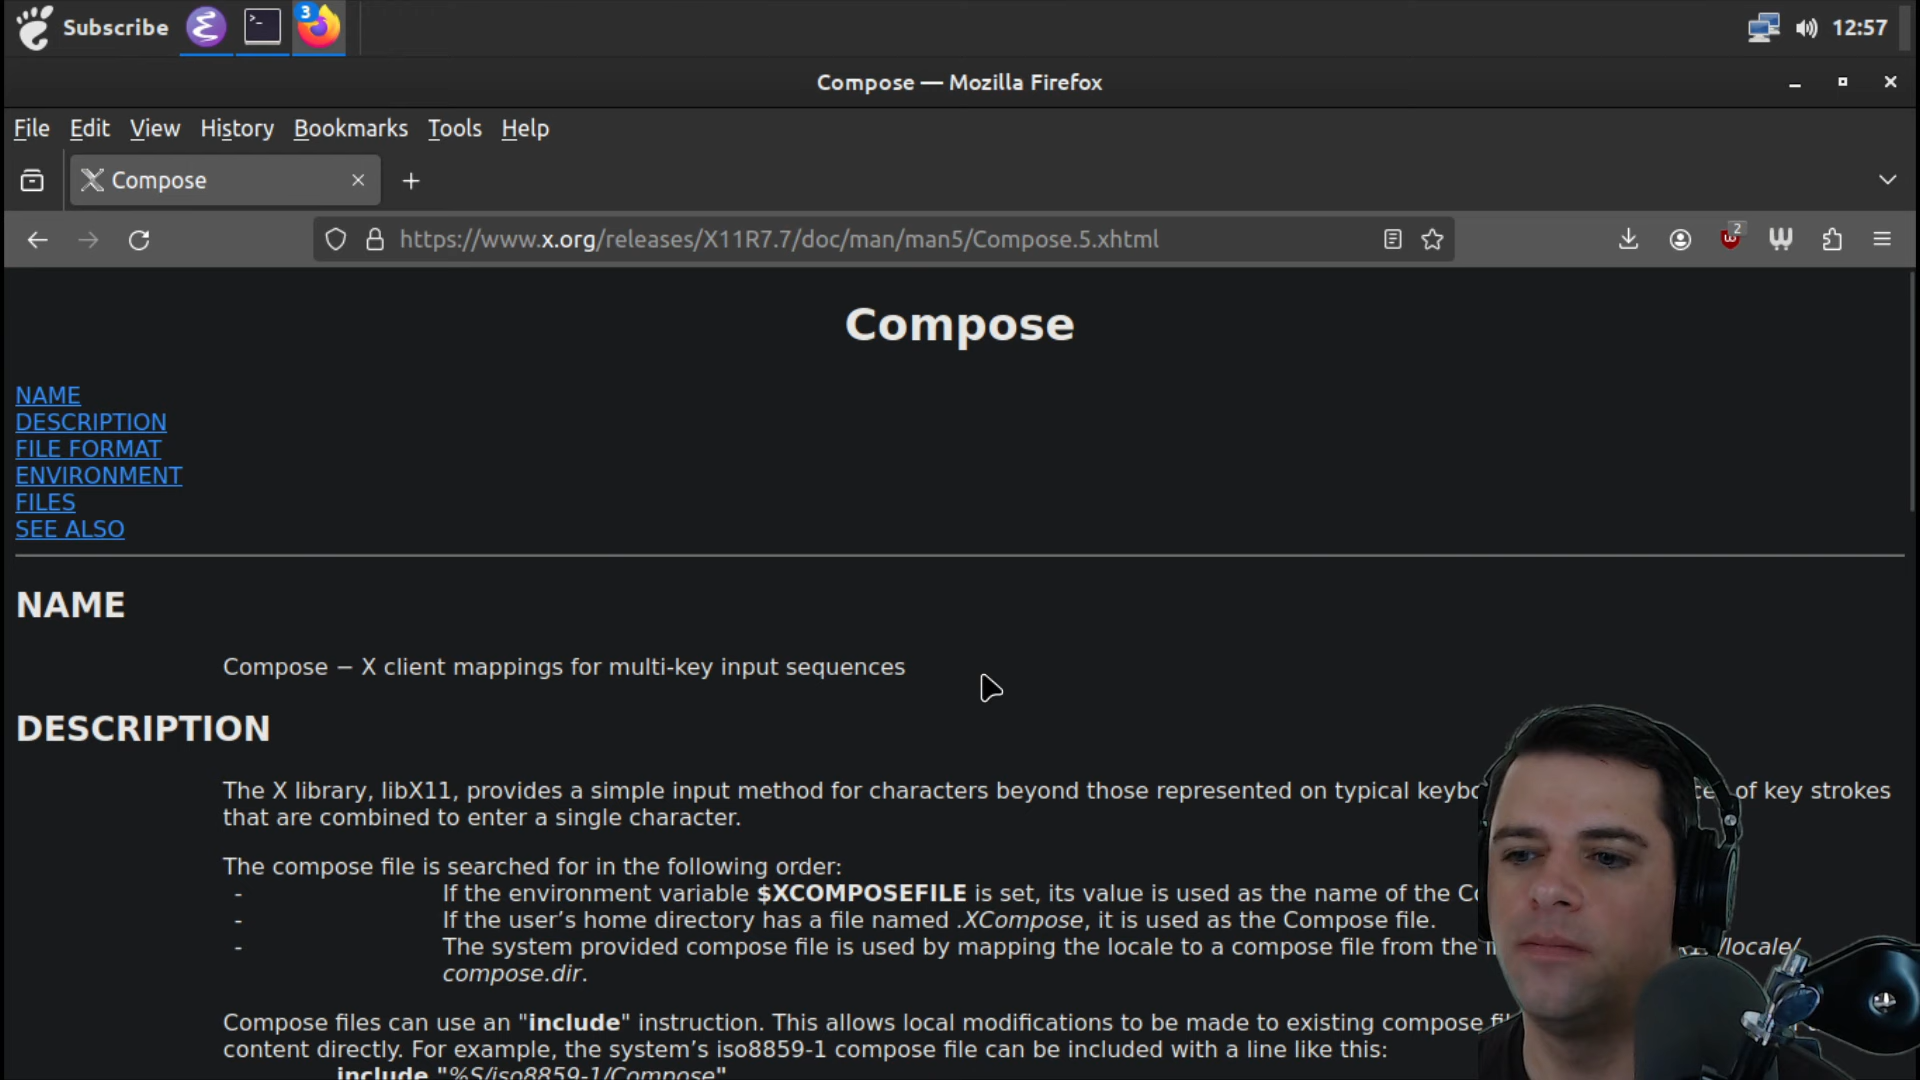 Subscribe
3
12:57
Compose — Mozilla Firefox
File Edit View History Bookmarks Tools Help
Compose
https://www.x.org/releases/X11R7.7/doc/man/man5/Compose.5.xhtml
2
Compose
NAME
DESCRIPTION
FILE FORMAT
ENVIRONMENT
FILES
SEE ALSO
NAME
Compose − X client mappings for multi-key input sequences
DESCRIPTION
The X library, libX11, provides a simple input method for characters beyond those represented on typical of key strokes
that are combined to enter a single character.
The compose file is searched for in the following order:
- If the environment variable $XCOMPOSEFILE is set, its value is used as the name of the
- If the user’s home directory has a file named .XCompose, it is used as the Compose file.
- The system provided compose file is used by mapping the locale to a compose file from the /locale/
compose.dir.
Compose files can use an "include" instruction. This allows local modifications to be made to existing compose
content directly. For example, the system’s iso8859-1 compose file can be included with a line like this:
include "%S/iso8859-1/Compose"